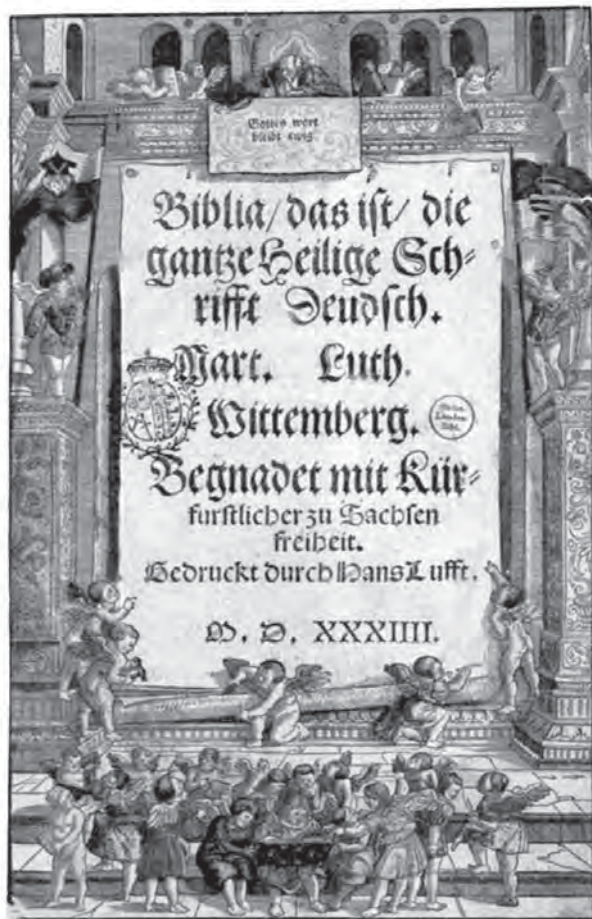 Gottes wort
bleibt ewig.
Biblia/ das ist/ die
gantze Heilige Sch⸗
rifft Deudsch.
Mart. Luth.
Wittemberg.
Begnadet mit Kür⸗
furstlicher zu Sachsen
freiheit.
Gedruckt durch Hans Lufft.
M. D. XXXIIII.